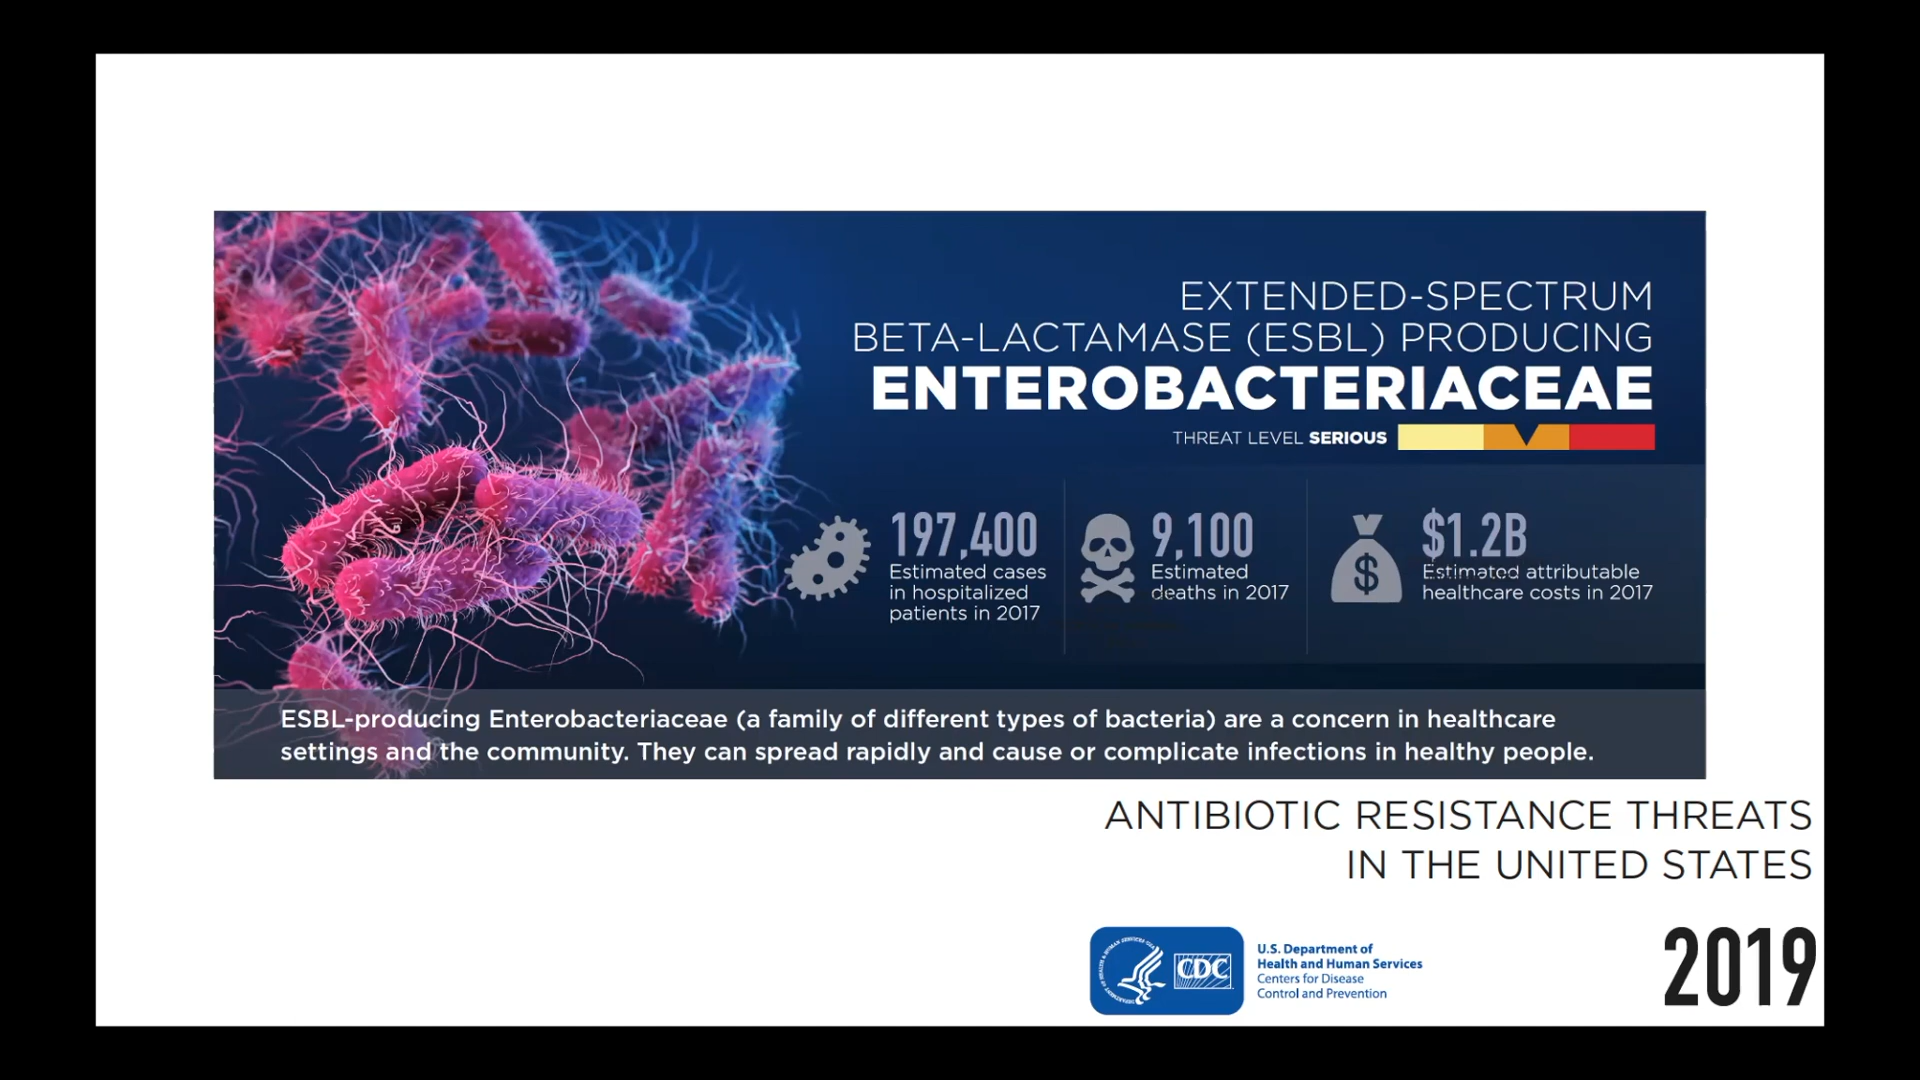 EXTENDED-SPECTRUM
BETA-LACTAMASE (ESBL) PRODUCING
ENTEROBACTERIACEAE
THREAT LEVEL SERIOUS
197,400
Estimated cases
in hospitalized
patients in 2017
9,100
Estimated
deaths in 2017
$1.2B
$
Estimated attributable
healthcare costs in 2017
ESBL-producing Enterobacteriaceae (a family of different types of bacteria) are a concern in healthcare
settings and the community. They can spread rapidly and cause or complicate infections in healthy people.
ANTIBIOTIC RESISTANCE THREATS
IN THE UNITED STATES
2019
CDC
U.S. Department of
Health and Human Services
Centers for Disease
Control and Prevention